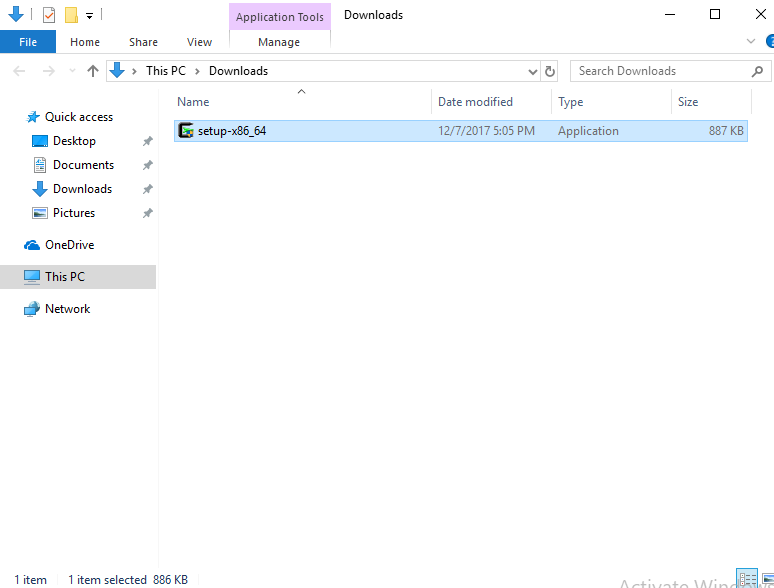 Application Tools
Downloads
File
Home
Share
View
Manage
This PC
Downloads
Search Downloads
Name
Date modified
Type
Size
setup-x86_64
12/7/2017 5:05 PM
Application
887 KB
Quick access
Desktop
Documents
Downloads
Pictures
OneDrive
This PC
Network
1 item
1 item selected 886 KB
Activate Windows